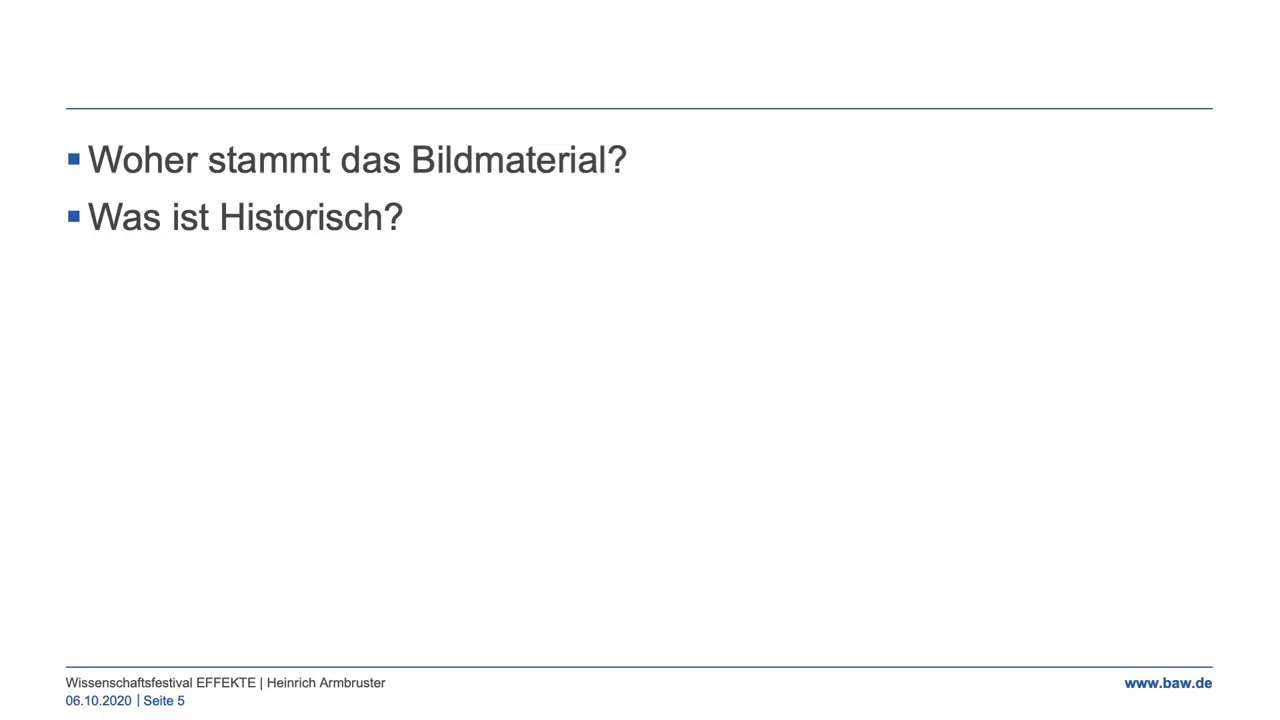 Woher stammt das Bildmaterial?
Was ist Historisch?
Wissenschaftsfestival EFFEKTE | Heinrich Armbruster
www.baw.de
06.10.2020 | Seite 5